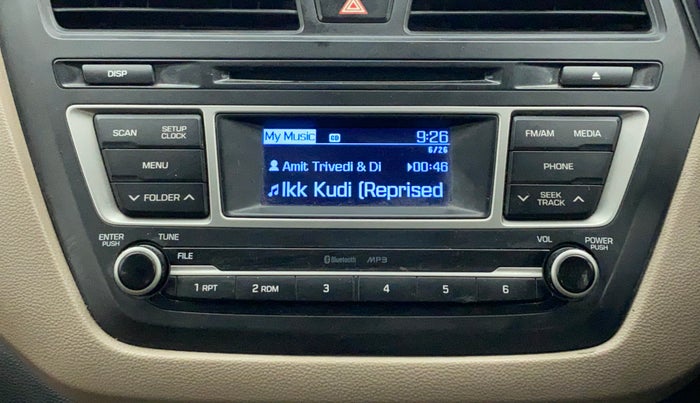 DISP
SCAN
SETUP CLOCK
MENU
FOLDER
My Music
CD
9:26
6/26
Amit Trivedi & Di
00:46
Ikk Kudi (Reprised
FM/AM
MEDIA
PHONE
SEEK TRACK
ENTER PUSH
TUNE
FILE
Bluetooth
MP3
VOL
POWER PUSH
1 RPT
2 RDM
3
4
5
6